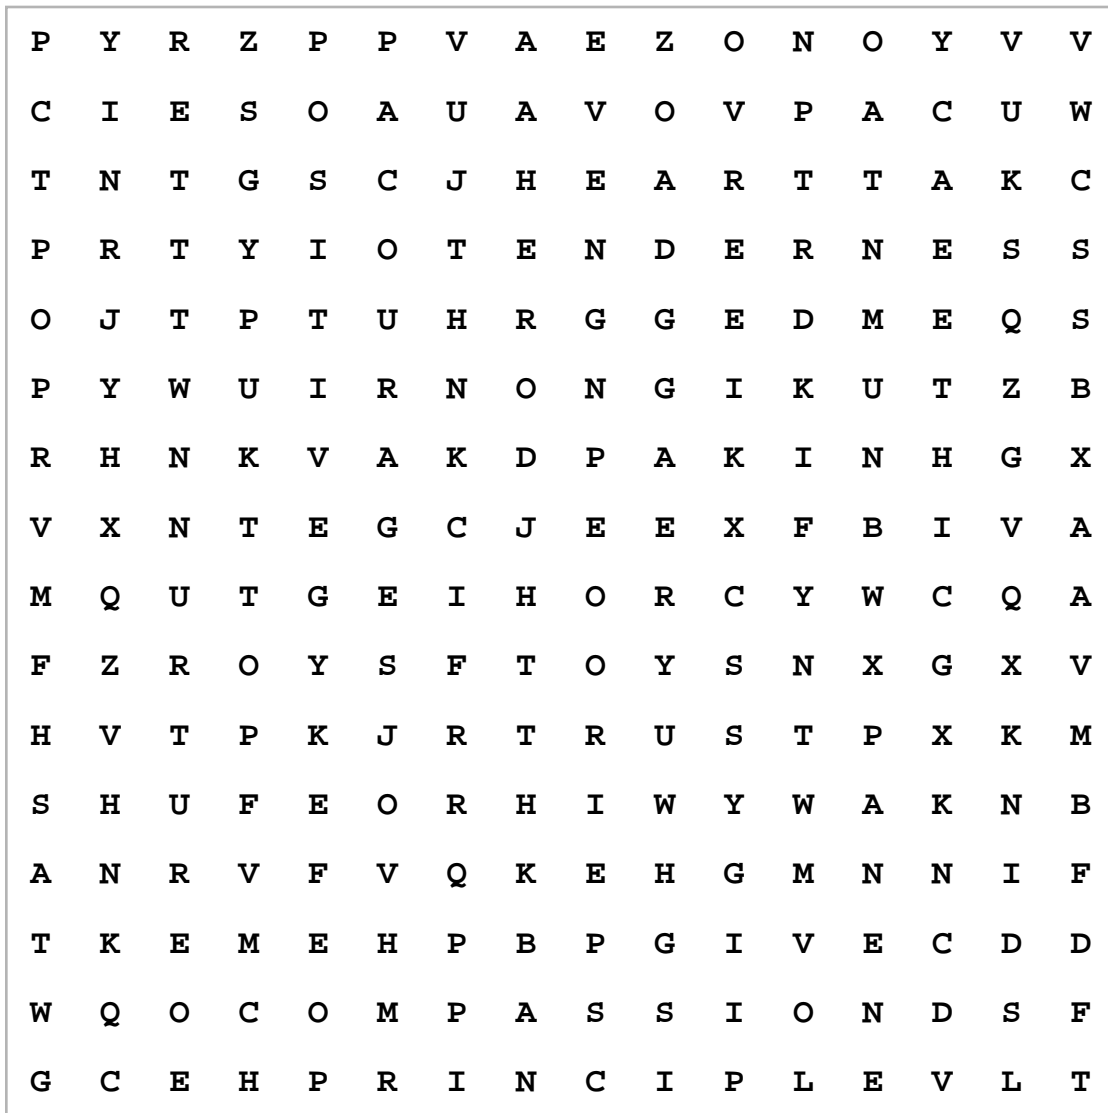 P Y R Z P P V A E Z O N O Y V V
C I E S O A U A V O V P A C U W
T N T G S C J H E A R T T A K C
P R T Y I O T E N D E R N E S S
O J T P T U H R G G E D M E Q S
P Y W U I R N O N G I K U T Z B
R H N K V A K D P A K I N H G X
V X N T E G C J E E X F B I V A
M Q U T G E I H O R C Y W C Q A
F Z R O Y S F T O Y S N X G X V
H V T P K J R T R U S T P X K M
S H U F E O R H I W Y W A K N B
A N R V F V Q K E H G M N N I F
T K E M E H P B P G I V E C D D
W Q O C O M P A S S I O N D S F
G C E H P R I N C I P L E V L T